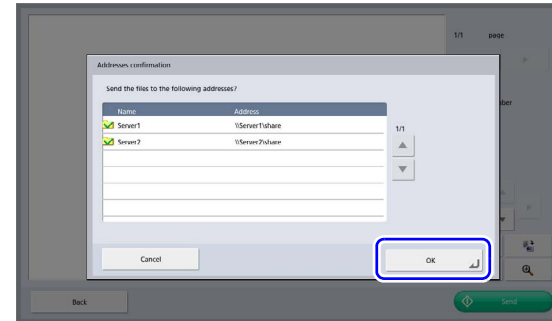 1/1 page
Addresses confirmation
Send the files to the following addresses?
Name Address
Server1 \\Server1\share
Server2 \\Server2\share
1/1
Cancel OK
Back Send